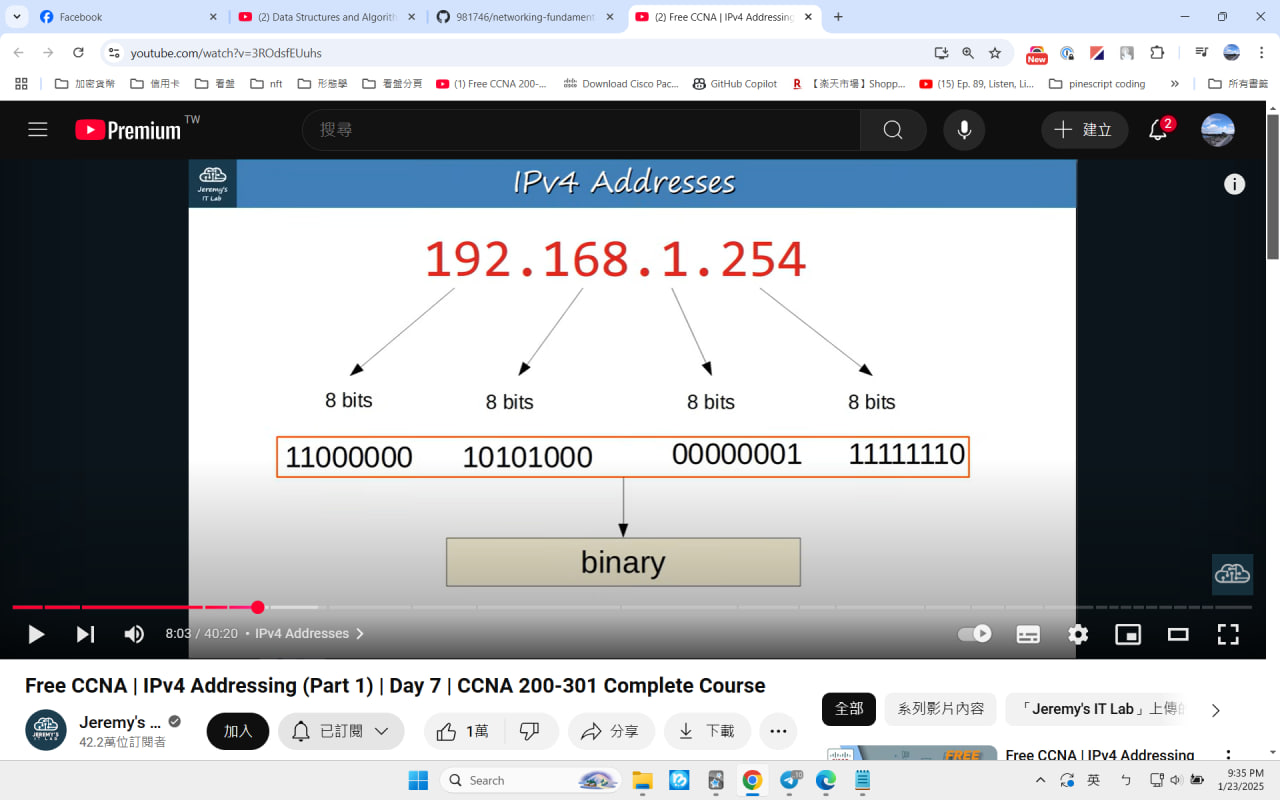 Facebook
(2) Data Structures and Algorith
981746/networking-fundament
(2) Free CCNA | IPv4 Addressing
youtube.com/watch?v=3ROdsfEUuhs
New
加密貨幣
信用卡
看盤
nft
形態學
看盤分頁
(1) Free CCNA 200-...
Download Cisco Pac...
GitHub Copilot
【楽天市場】Shopp...
(15) Ep. 89, Listen, Li...
pinescript coding
所有書籤
Premium TW
搜尋
建立
2
Jeremy's
IT Lab
IPv4 Addresses
192.168.1.254
8 bits 8 bits 8 bits 8 bits
11000000 10101000 00000001 11111110
binary
8:03 / 40:20 • IPv4 Addresses
Free CCNA | IPv4 Addressing (Part 1) | Day 7 | CCNA 200-301 Complete Course
Jeremy's ...
42.2萬位訂閱者
加入
已訂閱
1萬
分享
下載
全部
系列影片內容
「Jeremy's IT Lab」上傳的
FREE
Free CCNA | IPv4 Addressing
Search
10
英
ㄅ
9:35 PM
1/23/2025